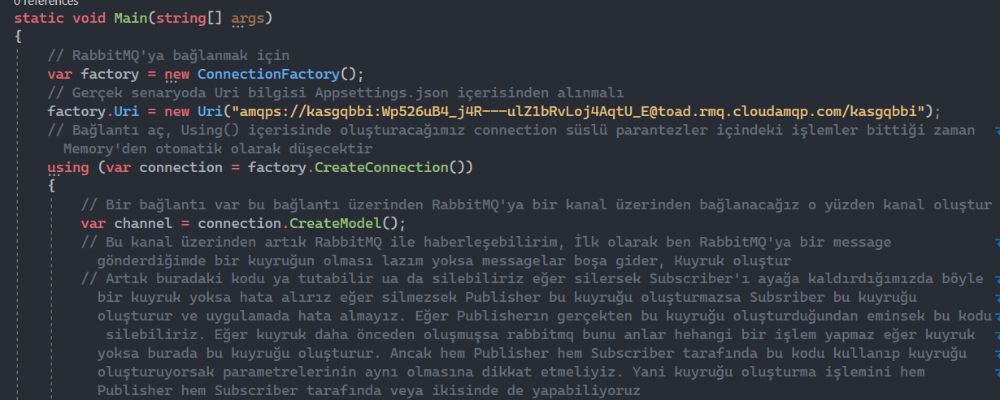 0 references
static void Main(string[] args)
{
// RabbitMQ'ya bağlanmak için
var factory = new ConnectionFactory();
// Gerçek senaryoda Uri bilgisi Appsettings.json içerisinden alınmalı
factory.Uri = new Uri("amqps://kasgqbbi:Wp526uB4_j4R---ulZ1bRvLoj4AqtU_E@toad.rmq.cloudamqp.com/kasgqbbi");
// Bağlantı aç, Using() içerisinde oluşturacağımız connection süslü parantezler içindeki işlemler bittiği zaman
Memory'den otomatik olarak düşecektir
using (var connection = factory.CreateConnection())
{
// Bir bağlantı var bu bağlantı üzerinden RabbitMQ'ya bir kanal üzerinden bağlanacağız o yüzden kanal oluştur
var channel = connection.CreateModel();
// Bu kanal üzerinden artık RabbitMQ ile haberleşebilirim, İlk olarak ben RabbitMQ'ya bir message
gönderdiğimde bir kuyruğun olması lazım yoksa messagelar boşa gider, Kuyruk oluştur
// Artık buradaki kodu ya tutabilir ua da silebiliriz eğer silersek Subscriber'ı ayağa kaldırdığımızda böyle
bir kuyruk yoksa hata alırız eğer silmezsek Publisher bu kuyruğu oluşturmazsa Subsriber bu kuyruğu
oluşturur ve uygulamada hata almayız. Eğer Publisherın gerçekten bu kuyruğu oluşturduğundan eminsek bu kodu
silebiliriz. Eğer kuyruk daha önceden oluşmuşsa rabbitmq bunu anlar hehangi bir işlem yapmaz eğer kuyruk
yoksa burada bu kuyruğu oluşturur. Ancak hem Publisher hem Subscriber tarafında bu kodu kullanıp kuyruğu
oluşturuyorsak parametrelerinin aynı olmasına dikkat etmeliyiz. Yani kuyruğu oluşturma işlemini hem
Publisher hem Subscriber tarafında veya ikisinde de yapabiliyoruz